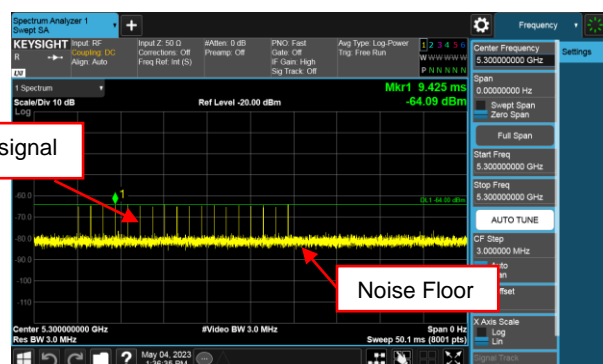 Spectrum Analyzer 1
Swept SA
Frequency
KEYSIGHT
Input: RF
Coupling: DC
Align: Auto
Input Z: 50 Ω
Corrections: Off
Freq Ref: Int (S)
#Atten: 0 dB
Preamp: Off
PNO: Fast
Gate: Off
IF Gain: High
Sig Track: Off
Avg Type: Log-Power
Trig: Free Run
1 2 3 4 5 6
W W W W W W
P N N N N N
R
LXI
Center Frequency
5.300000000 GHz
Settings
Span
0.00000000 Hz
Swept Span
Zero Span
Full Span
Start Freq
5.300000000 GHz
Stop Freq
5.300000000 GHz
AUTO TUNE
CF Step
3.000000 MHz
Auto
X Axis Scale
Log
Lin
Signal Track
1 Spectrum
Scale/Div 10 dB
Log
Ref Level -20.00 dBm
Mkr1 9.425 ms
-64.09 dBm
signal
1
-60.0
-70.0
-80.0
-90.0
-100
-110
Noise Floor
Center 5.300000000 GHz
Res BW 3.0 MHz
#Video BW 3.0 MHz
Span 0 Hz
Sweep 50.1 ms (8001 pts)
May 04, 2023